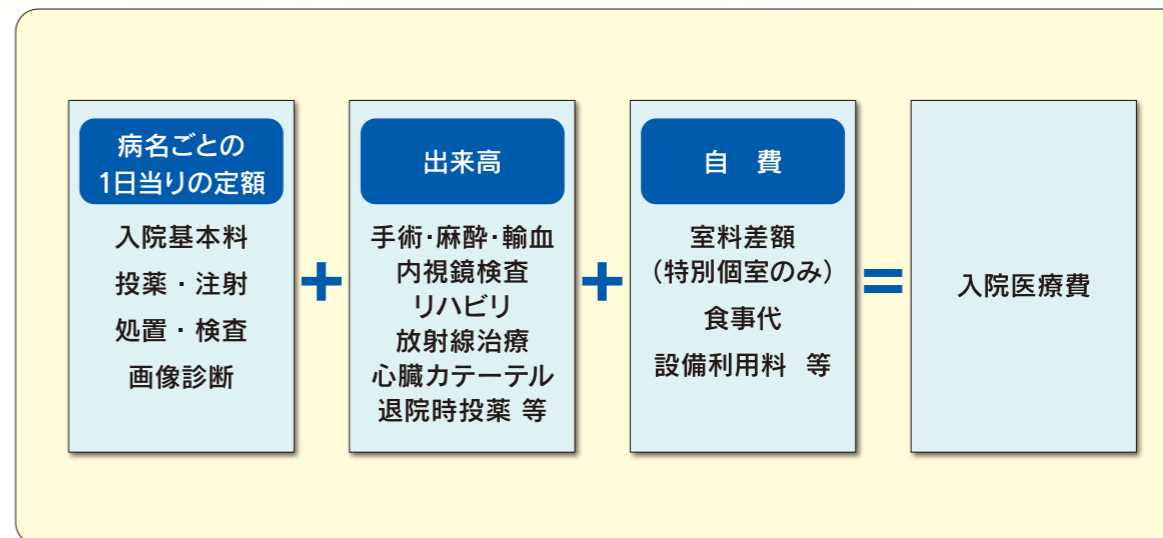 病名ごとの
1日当りの定額
入院基本料
投薬・注射
処置・検査
画像診断
+
出来高
手術･麻酔･輸血
内視鏡検査
リハビリ
放射線治療
心臓カテーテル
退院時投薬 等
+
自　費
室料差額
（特別個室のみ）
食事代
設備利用料 等
=
入院医療費